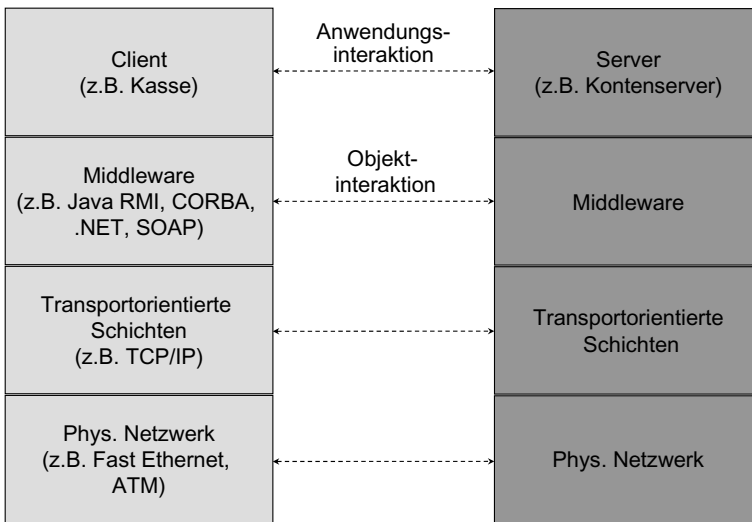 Client
(z.B. Kasse)
Anwendungs-
interaktion
Server
(z.B. Kontenserver)
Middleware
(z.B. Java RMI, CORBA,
.NET, SOAP)
Objekt-
interaktion
Middleware
Transportorientierte
Schichten
(z.B. TCP/IP)
Transportorientierte
Schichten
Phys. Netzwerk
(z.B. Fast Ethernet,
ATM)
Phys. Netzwerk